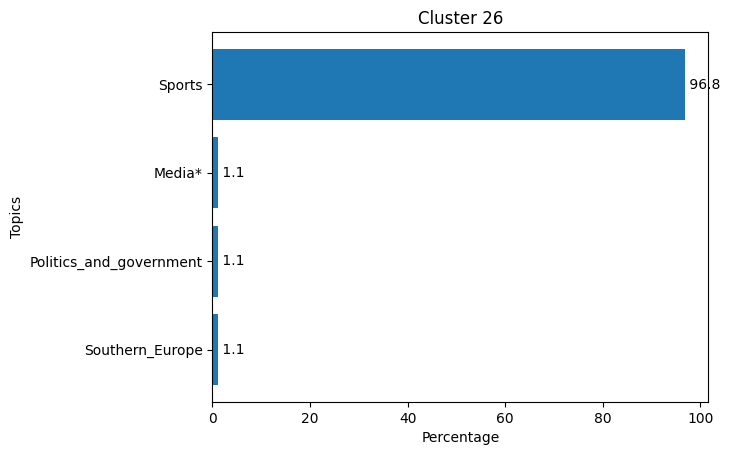 Cluster 26
Topics
Sports
96.8
Media*
1.1
Politics_and_government
1.1
Southern_Europe
1.1
0 20 40 60 80 100
Percentage